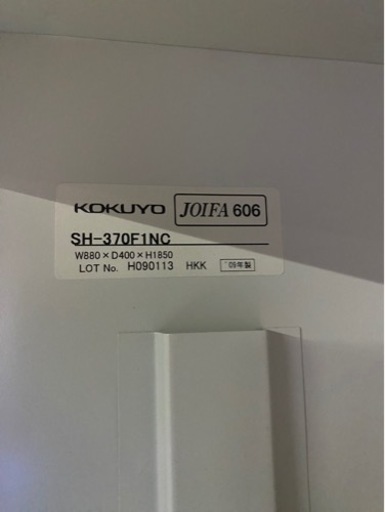 KOKUYO JOIFA 606
SH-370F1NC
W880×D400×H1850
LOT No. H090113 HKK '09年製